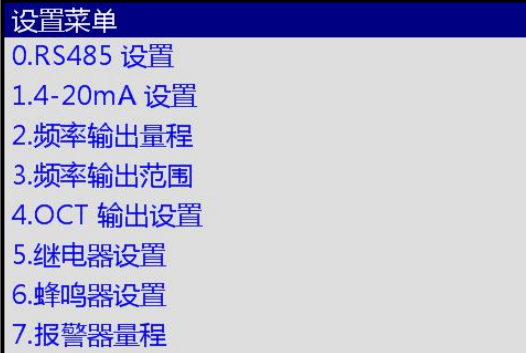 设置菜单
0.RS485 设置
1.4-20mA 设置
2.频率输出量程
3.频率输出范围
4.OCT 输出设置
5.继电器设置
6.蜂鸣器设置
7.报警器量程